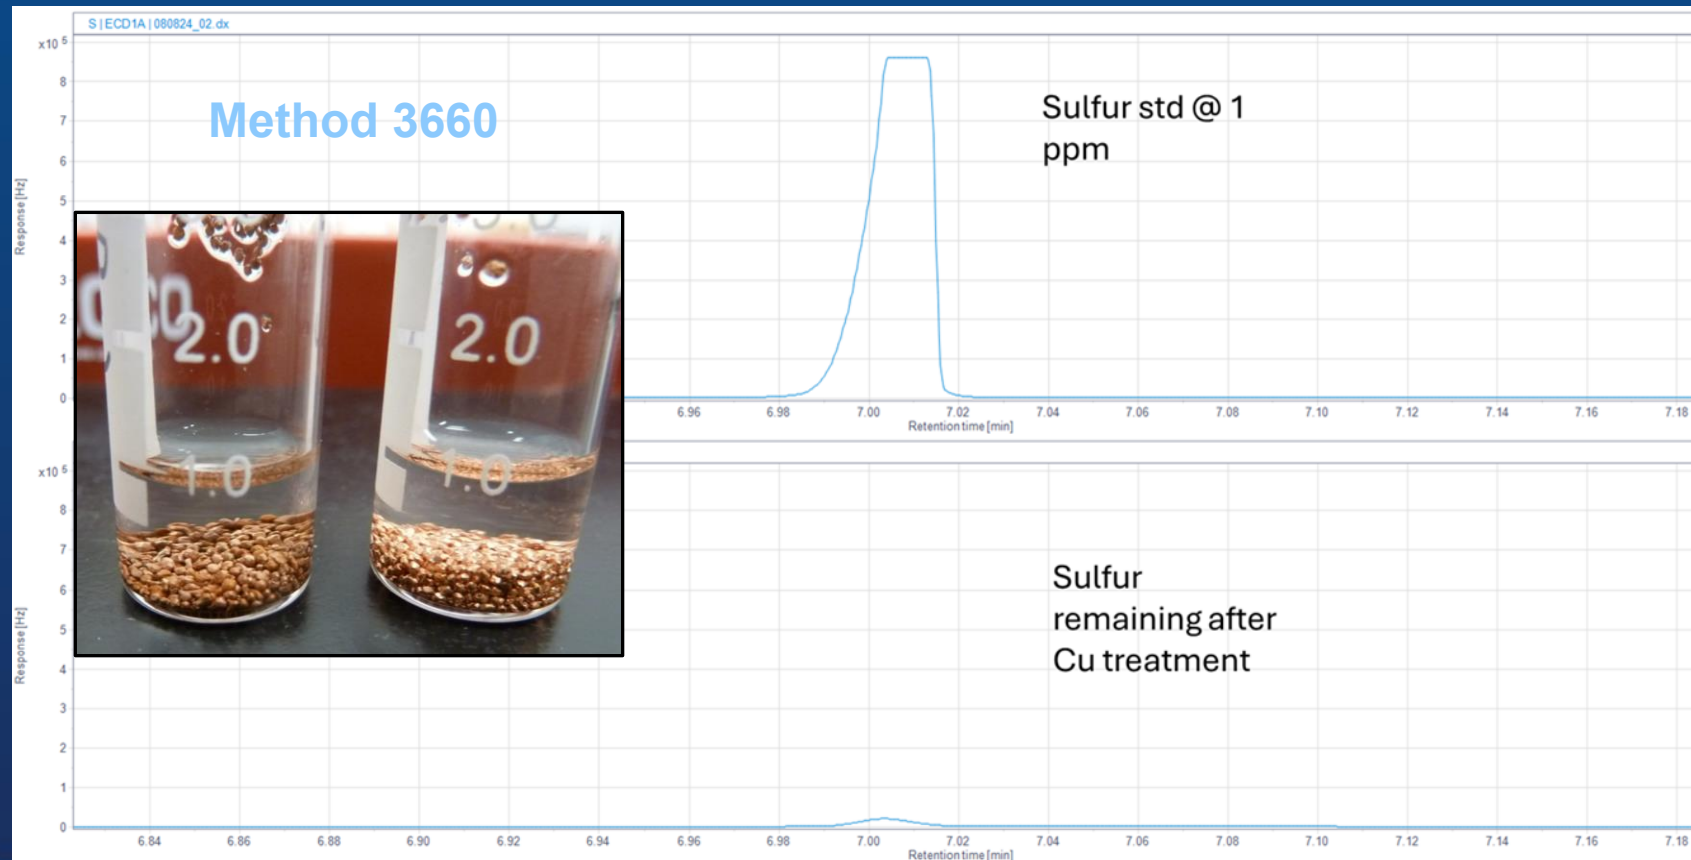 S|ECD1A|080824_02.dx
x10 5
8
7
6
5
4
3
2
1
0
Response [Hz]
Method 3660
Sulfur std @ 1
ppm
6.96 6.98 7.00 7.02 7.04 7.06 7.08 7.10 7.12 7.14 7.16 7.18
Retention time [min]
2.0
2.0
1.0
1.0
x10 5
8
7
6
5
4
3
2
1
0
Response [Hz]
Sulfur
remaining after
Cu treatment
6.84 6.86 6.88 6.90 6.92 6.94 6.96 6.98 7.00 7.02 7.04 7.06 7.08 7.10 7.12 7.14 7.16 7.18
Retention time [min]